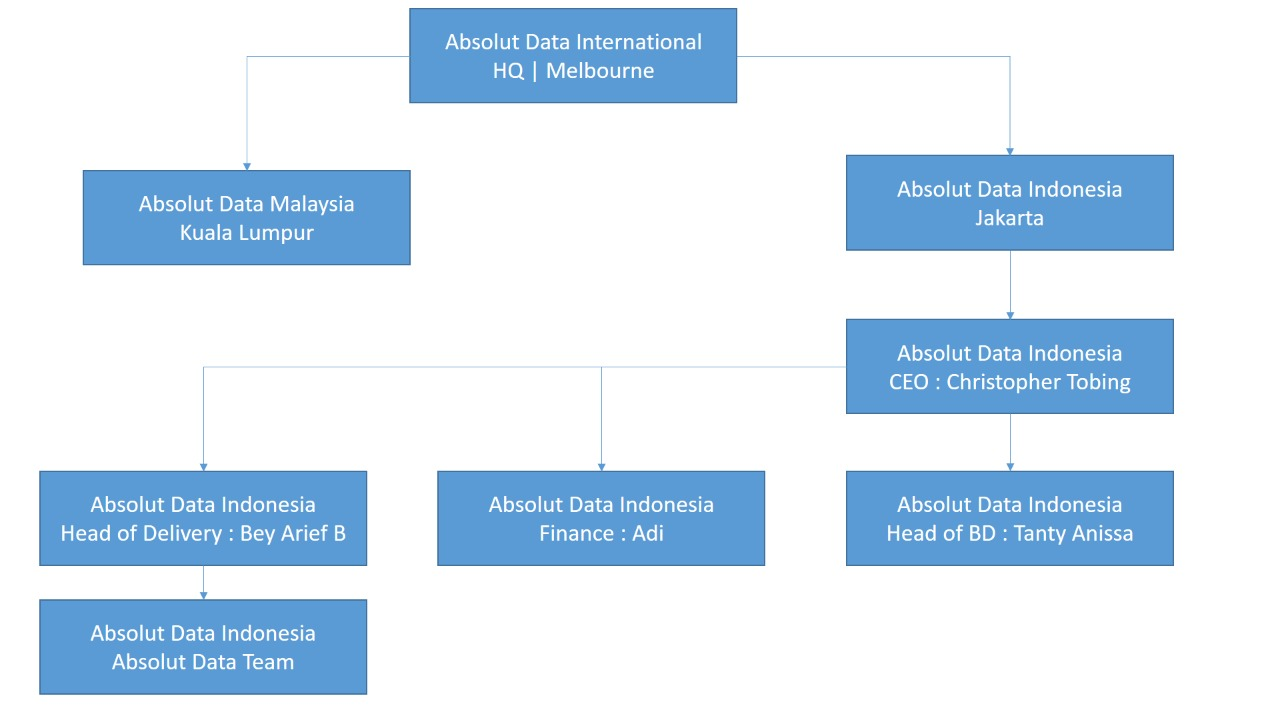 Absolut Data International
HQ | Melbourne
Absolut Data Malaysia
Kuala Lumpur
Absolut Data Indonesia
Jakarta
Absolut Data Indonesia
CEO : Christopher Tobing
Absolut Data Indonesia
Head of Delivery : Bey Arief B
Absolut Data Indonesia
Finance : Adi
Absolut Data Indonesia
Head of BD : Tanty Anissa
Absolut Data Indonesia
Absolut Data Team